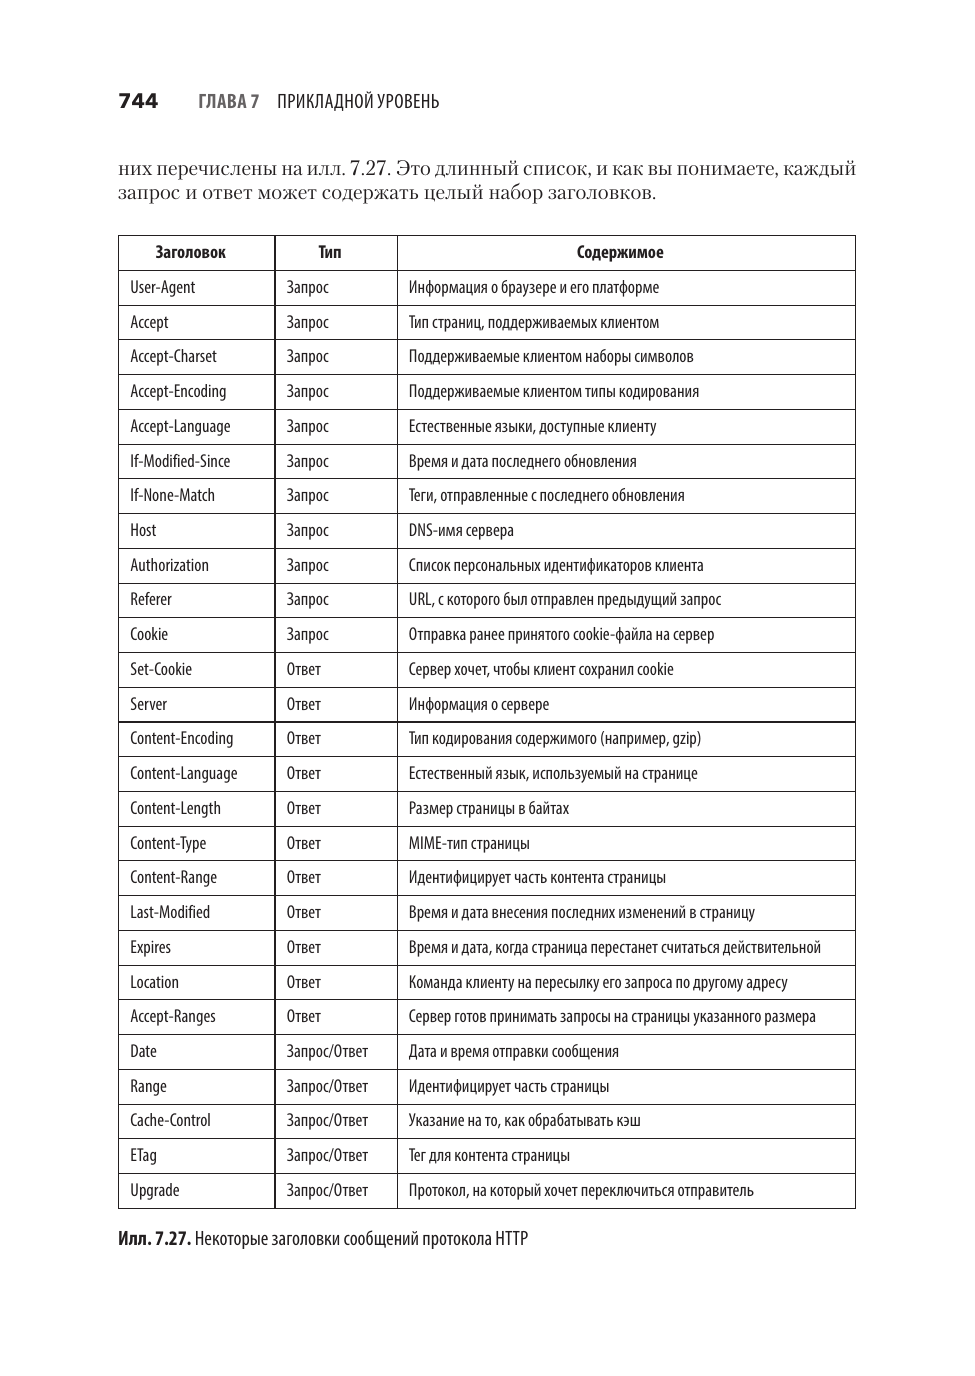 744 ГЛАВА 7 ПРИКЛАДНОЙ УРОВЕНЬ
них перечислены на илл. 7.27. Это длинный список, и как вы понимаете, каждый
запрос и ответ может содержать целый набор заголовков.
Заголовок Тип Содержимое
User-Agent Запрос Информация о браузере и его платформе
Accept Запрос Тип страниц, поддерживаемых клиентом
Accept-Charset Запрос Поддерживаемые клиентом наборы символов
Accept-Encoding Запрос Поддерживаемые клиентом типы кодирования
Accept-Language Запрос Естественные языки, доступные клиенту
If-Modified-Since Запрос Время и дата последнего обновления
If-None-Match Запрос Теги, отправленные с последнего обновления
Host Запрос DNS-имя сервера
Authorization Запрос Список персональных идентификаторов клиента
Referer Запрос URL, с которого был отправлен предыдущий запрос
Cookie Запрос Отправка ранее принятого cookie-файла на сервер
Set-Cookie Ответ Сервер хочет, чтобы клиент сохранил cookie
Server Ответ Информация о сервере
Content-Encoding Ответ Тип кодирования содержимого (например, gzip)
Content-Language Ответ Естественный язык, используемый на странице
Content-Length Ответ Размер страницы в байтах
Content-Type Ответ MIME-тип страницы
Content-Range Ответ Идентифицирует часть контента страницы
Last-Modified Ответ Время и дата внесения последних изменений в страницу
Expires Ответ Время и дата, когда страница перестанет считаться действительной
Location Ответ Команда клиенту на пересылку его запроса по другому адресу
Accept-Ranges Ответ Сервер готов принимать запросы на страницы указанного размера
Date Запрос/Ответ Дата и время отправки сообщения
Range Запрос/Ответ Идентифицирует часть страницы
Cache-Control Запрос/Ответ Указание на то, как обрабатывать кэш
ETag Запрос/Ответ Тег для контента страницы
Upgrade Запрос/Ответ Протокол, на который хочет переключиться отправитель
Илл. 7.27. Некоторые заголовки сообщений протокола HTTP